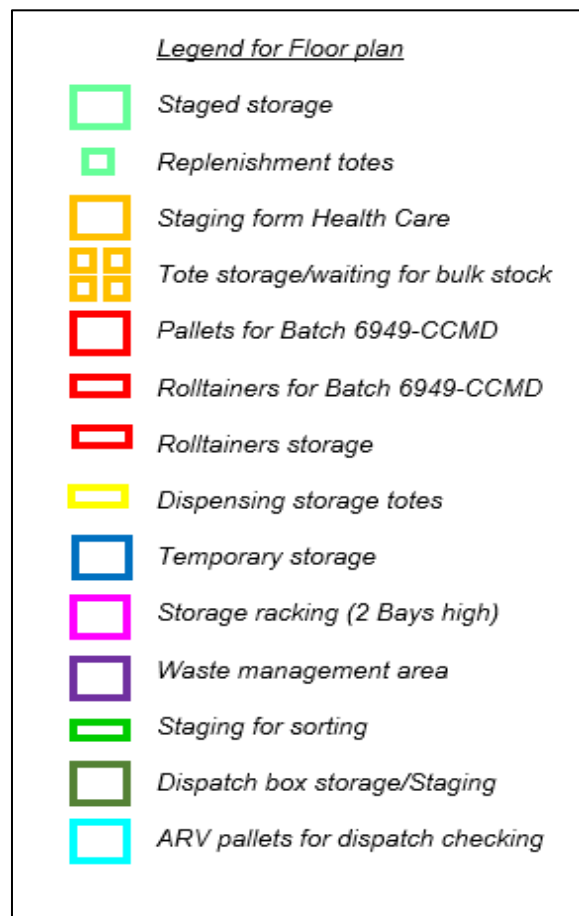 Legend for Floor plan
Staged storage
Replenishment totes
Staging form Health Care
Tote storage/waiting for bulk stock
Pallets for Batch 6949-CCMD
Rolltainers for Batch 6949-CCMD
Rolltainers storage
Dispensing storage totes
Temporary storage
Storage racking (2 Bays high)
Waste management area
Staging for sorting
Dispatch box storage/Staging
ARV pallets for dispatch checking